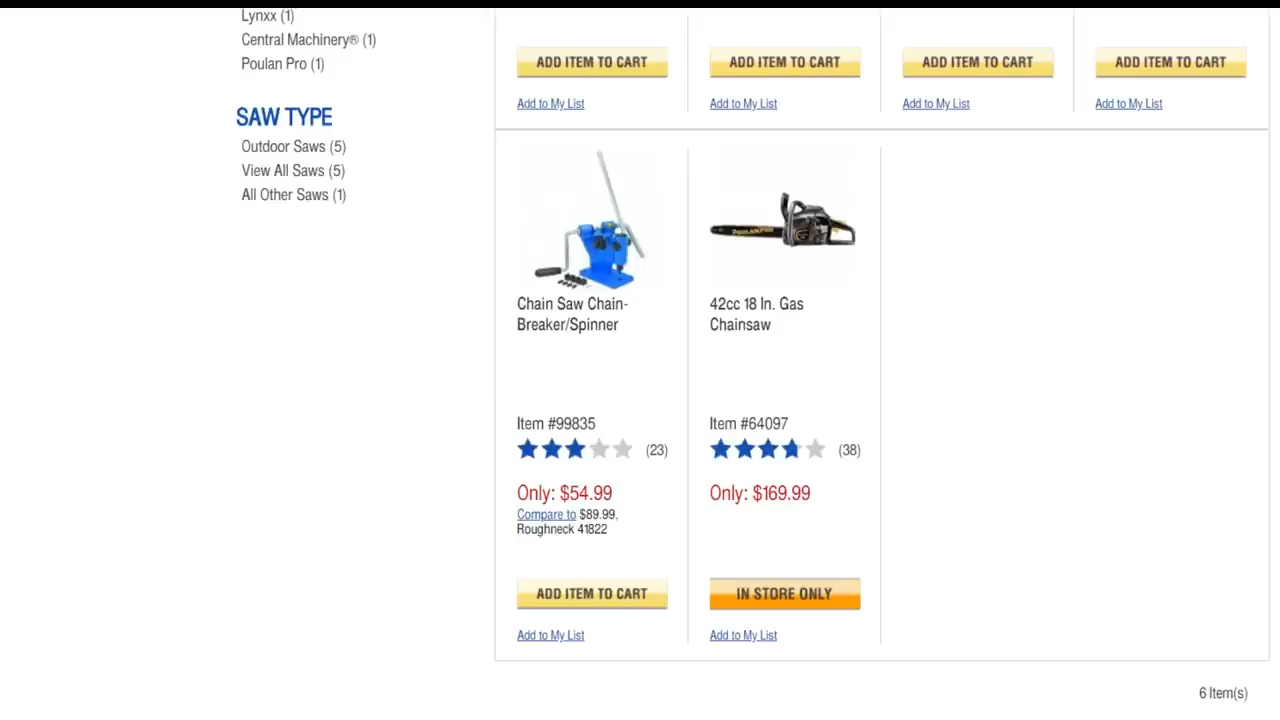 Lynxx (1)
Central Machinery® (1)
Poulan Pro (1)
SAW TYPE
Outdoor Saws (5)
View All Saws (5)
All Other Saws (1)
ADD ITEM TO CART
ADD ITEM TO CART
ADD ITEM TO CART
ADD ITEM TO CART
Add to My List
Add to My List
Add to My List
Add to My List
Chain Saw Chain-
Breaker/Spinner
Item #99835
(23)
Only: $54.99
Compare to $89.99,
Roughneck 41822
ADD ITEM TO CART
Add to My List
42cc 18 In. Gas
Chainsaw
Item #64097
(38)
Only: $169.99
IN STORE ONLY
Add to My List
6 Item(s)